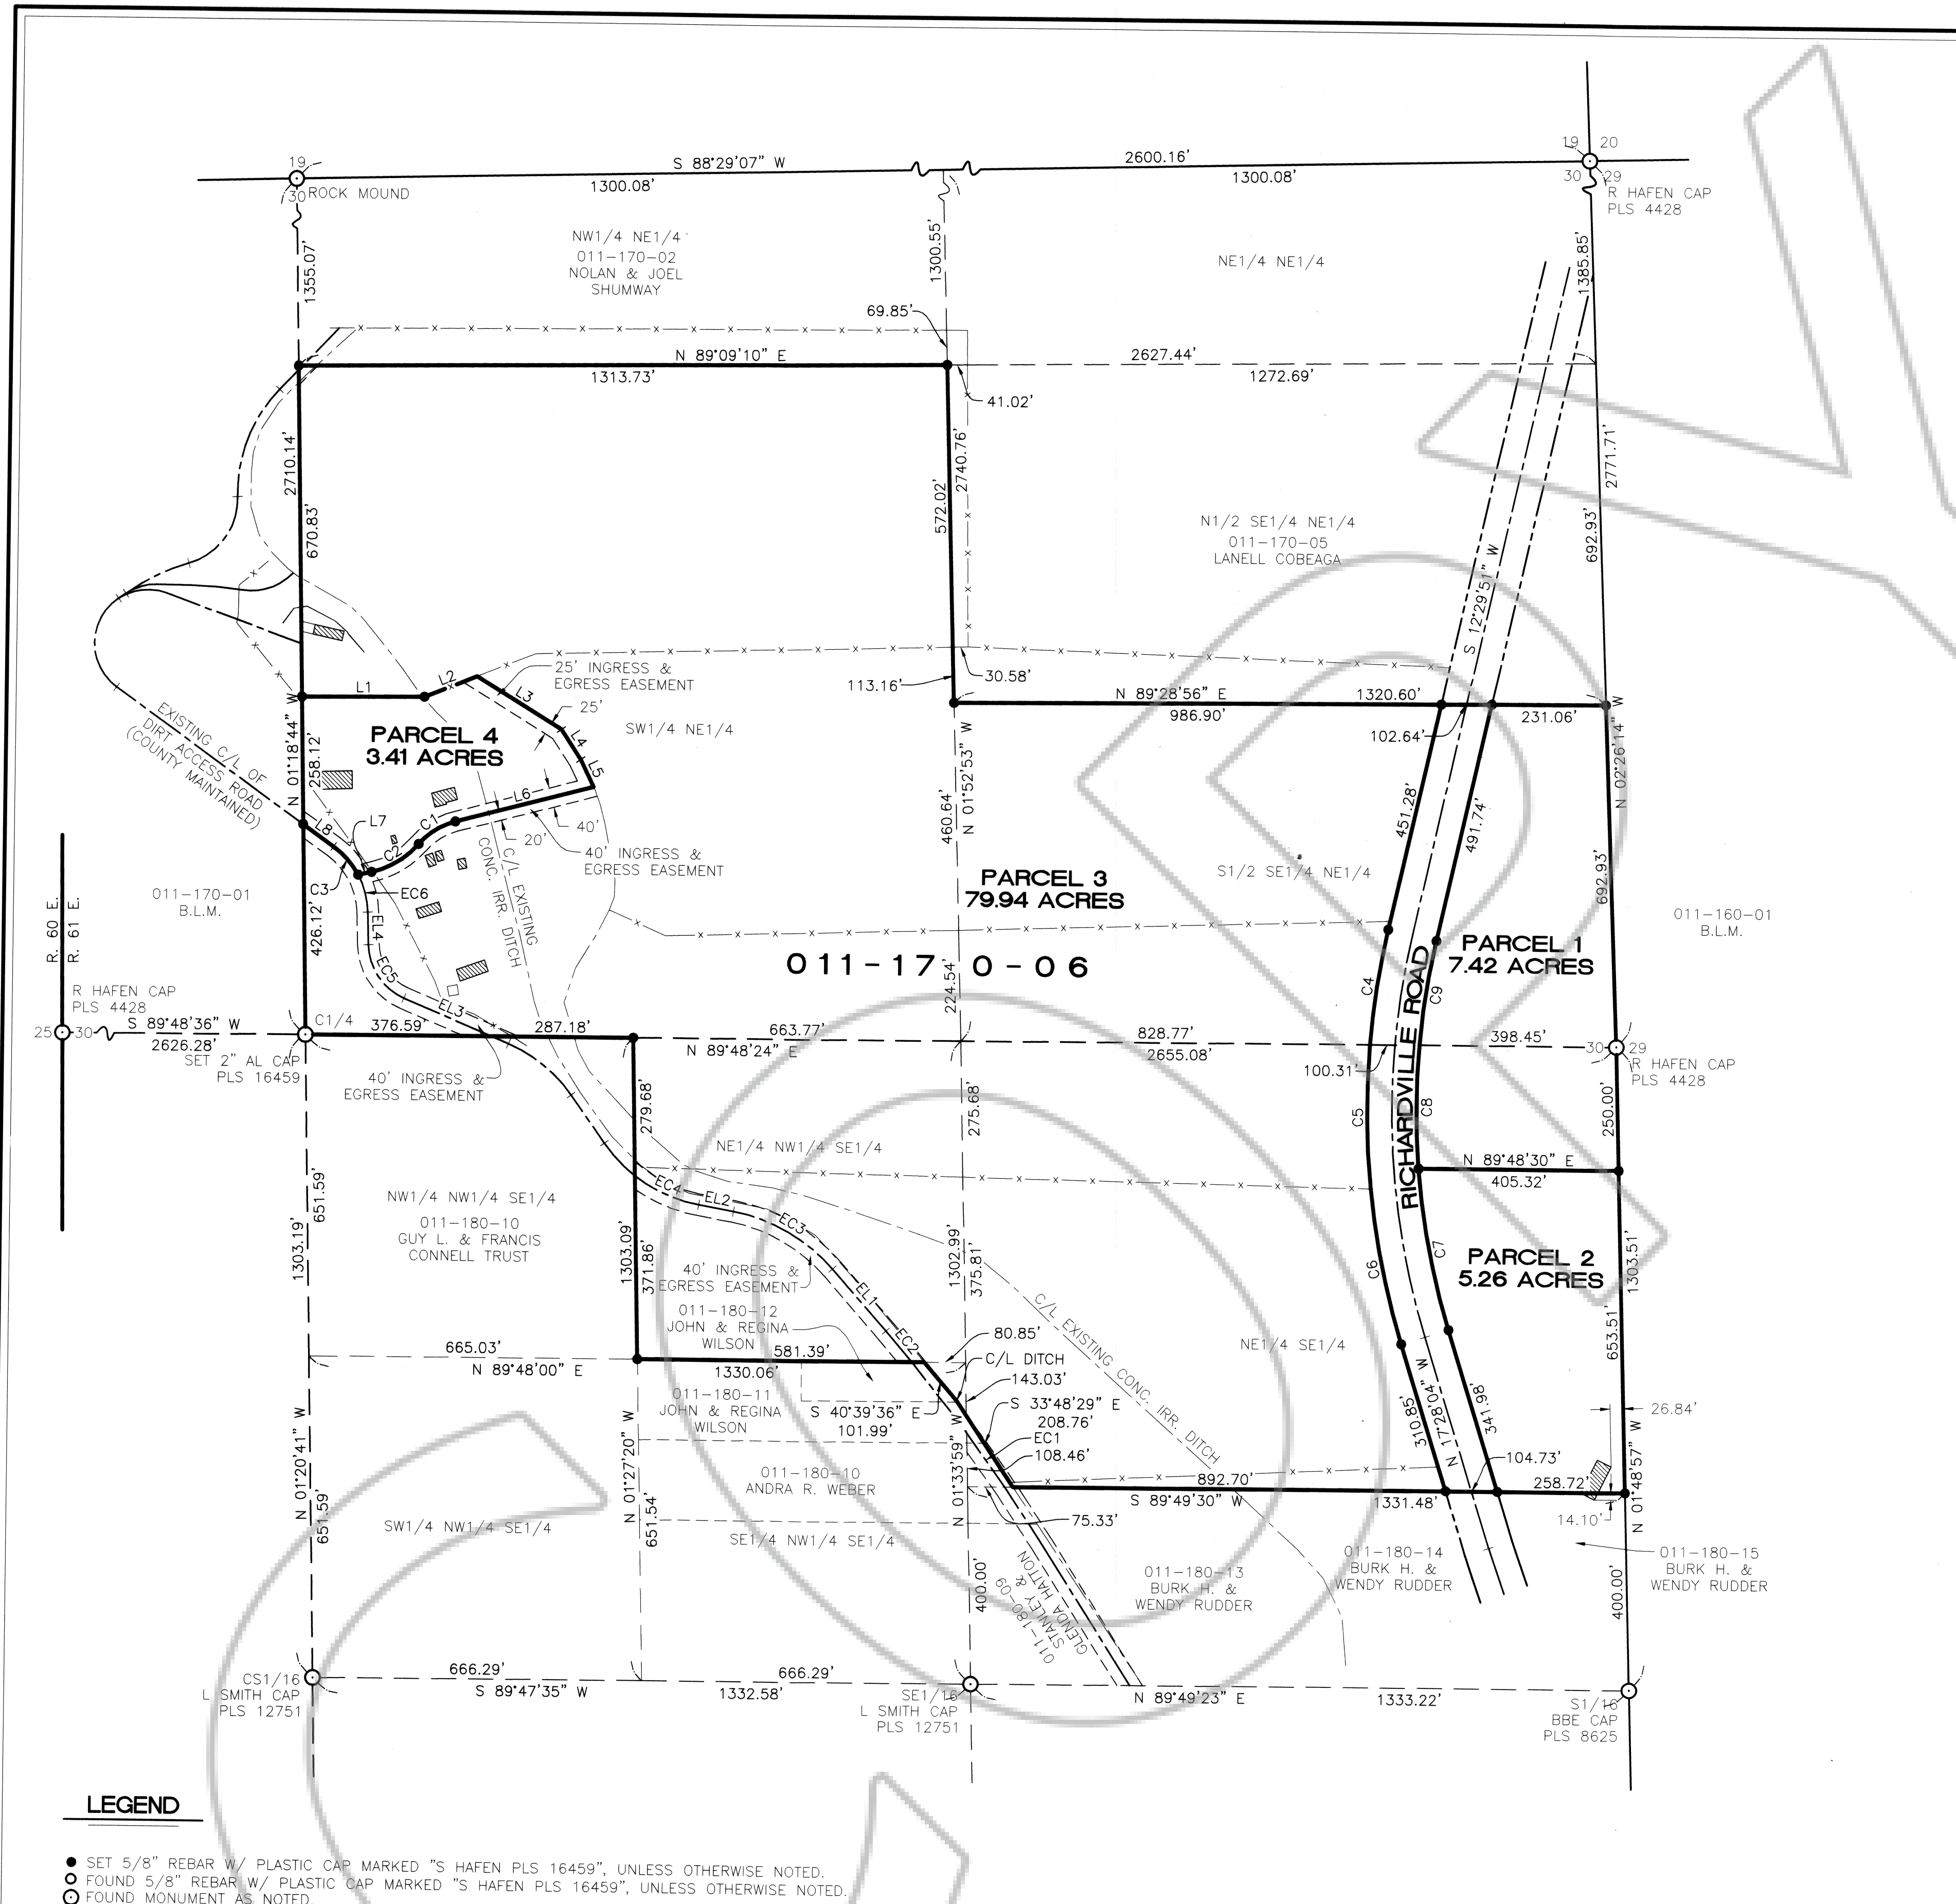 19
30
ROCK MOUND
S 88°29'07" W
2600.16'
1300.08'
1300.08'
19 20
30 29
R HAFEN CAP
PLS 4428
1355.07'
NW1/4 NE1/4
011-170-02
NOLAN & JOEL
SHUMWAY
1300.55'
NE1/4 NE1/4
1385.85'
69.85'
N 89°09'10" E
1313.73'
2627.44'
1272.69'
41.02'
2710.14'
670.83'
572.02'
2740.76'
2771.71'
692.93'
N1/2 SE1/4 NE1/4
011-170-05
LANELL COBEAGA
S 12°29'51" W
25' INGRESS &
EGRESS EASEMENT
30.58'
113.16'
L1
L2
L3
25'
L4
L5
L6
N 89°28'56" E
1320.60'
986.90'
231.06'
102.64'
SW1/4 NE1/4
PARCEL 4
3.41 ACRES
N 01°18'44" W
258.12'
EXISTING C/L OF
DIRT ACCESS ROAD
(COUNTY MAINTAINED)
L7
L8
C1
C2
C3
20'
40'
40' INGRESS &
EGRESS EASEMENT
C/L EXISTING
CONC. IRR. DITCH
EC6
EL4
EC5
EL3
460.64'
N 01°52'53" W
N 02°26'14" W
451.28'
491.74'
692.93'
PARCEL 3
79.94 ACRES
S1/2 SE1/4 NE1/4
011-170-01
B.L.M.
011-160-01
B.L.M.
R. 60 E.
R. 61 E.
426.12'
011-170-06
PARCEL 1
7.42 ACRES
C4
C9
224.54'
R HAFEN CAP
PLS 4428
25
30
S 89°48'36" W
2626.28'
C1/4
SET 2" AL CAP
PLS 16459
376.59'
287.18'
663.77'
N 89°48'24" E
828.77'
2655.08'
398.45'
100.31'
30
29
R HAFEN CAP
PLS 4428
40' INGRESS &
EGRESS EASEMENT
279.68'
275.68'
C5
C8
RICHARDVILLE ROAD
250.00'
NE1/4 NW1/4 SE1/4
N 89°48'30" E
405.32'
651.59'
NW1/4 NW1/4 SE1/4
011-180-10
GUY L. & FRANCIS
CONNELL TRUST
EC4
EL2
EC3
1303.19'
1303.09'
371.86'
40' INGRESS &
EGRESS EASEMENT
1302.99'
375.81'
C6
C7
PARCEL 2
5.26 ACRES
1303.51'
653.51'
EL1
EC2
011-180-12
JOHN & REGINA
WILSON
C/L EXISTING CONC. IRR. DITCH
NE1/4 SE1/4
665.03'
N 89°48'00" E
581.39'
1330.06'
80.85'
C/L DITCH
143.03'
011-180-11
JOHN & REGINA
WILSON
S 40°39'36" E
101.99'
S 33°48'29" E
208.76'
EC1
108.46'
310.85'
N 17°28'04" W
341.98'
26.84'
104.73'
N 01°20'41" W
651.59'
N 01°27'20" W
651.54'
011-180-10
ANDRA R. WEBER
N 01°33'59" W
892.70'
S 89°49'30" W
1331.48'
258.72'
14.10'
N 01°48'57" W
SW1/4 NW1/4 SE1/4
SE1/4 NW1/4 SE1/4
75.33'
400.00'
011-180-09
STANLEY &
GLENDA HATTON
011-180-13
BURK H. &
WENDY RUDDER
011-180-14
BURK H. &
WENDY RUDDER
011-180-15
BURK H. &
WENDY RUDDER
400.00'
CS1/16
L SMITH CAP
PLS 12751
666.29'
S 89°47'35" W
666.29'
1332.58'
SE1/16
L SMITH CAP
PLS 12751
N 89°49'23" E
1333.22'
S1/16
BBE CAP
PLS 8625
LEGEND
SET 5/8" REBAR W/ PLASTIC CAP MARKED "S HAFEN PLS 16459", UNLESS OTHERWISE NOTED.
FOUND 5/8" REBAR W/ PLASTIC CAP MARKED "S HAFEN PLS 16459", UNLESS OTHERWISE NOTED.
FOUND MONUMENT AS NOTED.